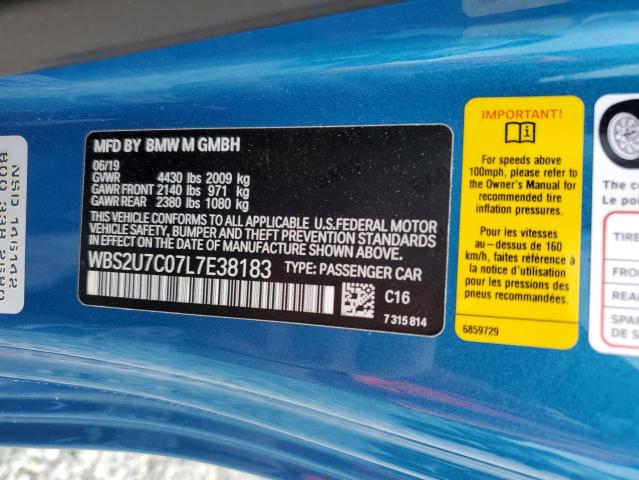 MFD BY BMW M GMBH
06/19
GVWR 4430 lbs 2009 kg
GAWR FRONT 2140 lbs 971 kg
GAWR REAR 2380 lbs 1080 kg
THIS VEHICLE CONFORMS TO ALL APPLICABLE U.S.FEDERAL MOTOR
VEHICLE SAFETY, BUMPER, AND THEFT PREVENTION STANDARDS
IN EFFECT ON THE DATE OF MANUFACTURE SHOWN ABOVE.
WBS2U7C07L7E38183 TYPE: PASSENGER CAR
C16
7 315 814
IMPORTANT!
For speeds above
100mph, please refer to
the Owner's Manual for
recommended tire
inflation pressures.
Pour les vitesses
au-dessus de 160
km/h, faites référence
à la notice d'utilisation
pour les pressions des
pneus recommandées.
6859729
The
Le poi
TIRE
FRO
REA
SPAR
DE S